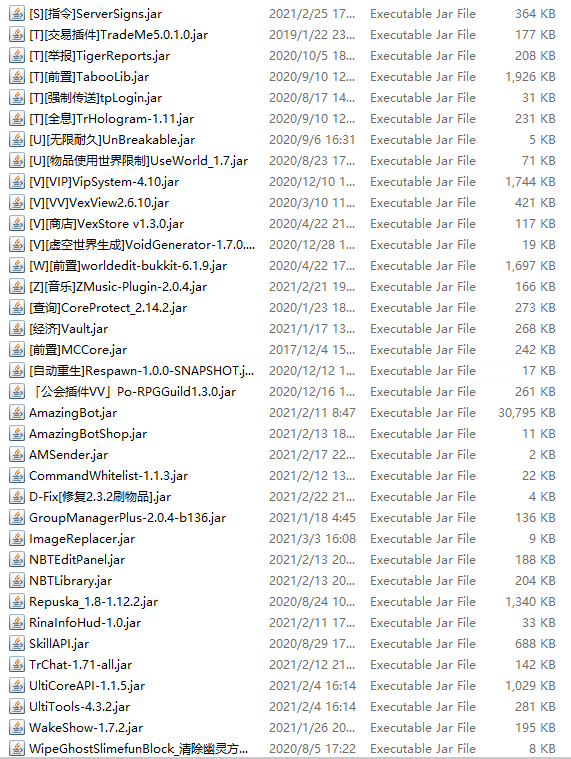 [S][指令]ServerSigns.jar 2021/2/25 17... Executable Jar File 364 KB
[T][交易插件]TradeMe5.0.1.0.jar 2019/1/22 23... Executable Jar File 177 KB
[T][举报]TigerReports.jar 2020/10/5 18... Executable Jar File 208 KB
[T][前置]TabooLib.jar 2020/9/10 12... Executable Jar File 1,926 KB
[T][强制传送]tpLogin.jar 2020/8/17 14... Executable Jar File 31 KB
[T][全息]TrHologram-1.11.jar 2020/9/10 12... Executable Jar File 231 KB
[U][无限耐久]UnBreakable.jar 2020/9/6 16:31 Executable Jar File 5 KB
[U][物品使用世界限制]UseWorld_1.7.jar 2020/8/23 17... Executable Jar File 71 KB
[V][VIP]VipSystem-4.10.jar 2020/12/10 1... Executable Jar File 1,744 KB
[V][VV]VexView2.6.10.jar 2020/3/10 11... Executable Jar File 421 KB
[V][商店]VexStore v1.3.0.jar 2020/4/22 21... Executable Jar File 117 KB
[V][虚空世界生成]VoidGenerator-1.7.0.... 2020/12/28 1... Executable Jar File 19 KB
[W][前置]worldedit-bukkit-6.1.9.jar 2020/4/22 17... Executable Jar File 1,697 KB
[Z][音乐]ZMusic-Plugin-2.0.4.jar 2021/2/21 19... Executable Jar File 166 KB
[查询]CoreProtect_2.14.2.jar 2020/1/23 18... Executable Jar File 273 KB
[经济]Vault.jar 2021/1/17 13... Executable Jar File 268 KB
[前置]MCCore.jar 2017/12/4 15... Executable Jar File 242 KB
[自动重生]Respawn-1.0.0-SNAPSHOT.j... 2020/12/12 1... Executable Jar File 17 KB
「公会插件VV」Po-RPGGuild1.3.0.jar 2020/12/16 1... Executable Jar File 261 KB
AmazingBot.jar 2021/2/11 8:47 Executable Jar File 30,795 KB
AmazingBotShop.jar 2021/2/13 18... Executable Jar File 11 KB
AMSender.jar 2021/2/17 22... Executable Jar File 2 KB
CommandWhitelist-1.1.3.jar 2021/2/12 13... Executable Jar File 22 KB
D-Fix[修复2.3.2刷物品].jar 2021/2/22 21... Executable Jar File 4 KB
GroupManagerPlus-2.0.4-b136.jar 2021/1/18 4:45 Executable Jar File 136 KB
ImageReplacer.jar 2021/3/3 16:08 Executable Jar File 9 KB
NBTEditPanel.jar 2021/2/13 20... Executable Jar File 188 KB
NBTLibrary.jar 2021/2/13 20... Executable Jar File 204 KB
Repuska_1.8-1.12.2.jar 2020/8/24 10... Executable Jar File 1,340 KB
RinaInfoHud-1.0.jar 2021/2/11 17... Executable Jar File 33 KB
SkillAPI.jar 2020/8/29 17... Executable Jar File 688 KB
TrChat-1.71-all.jar 2021/2/12 21... Executable Jar File 142 KB
UltiCoreAPI-1.1.5.jar 2021/2/4 16:14 Executable Jar File 1,029 KB
UltiTools-4.3.2.jar 2021/2/4 16:14 Executable Jar File 281 KB
WakeShow-1.7.2.jar 2021/1/26 20... Executable Jar File 195 KB
WipeGhostSlimefunBlock_清除幽灵方... 2020/8/5 17:22 Executable Jar File 8 KB